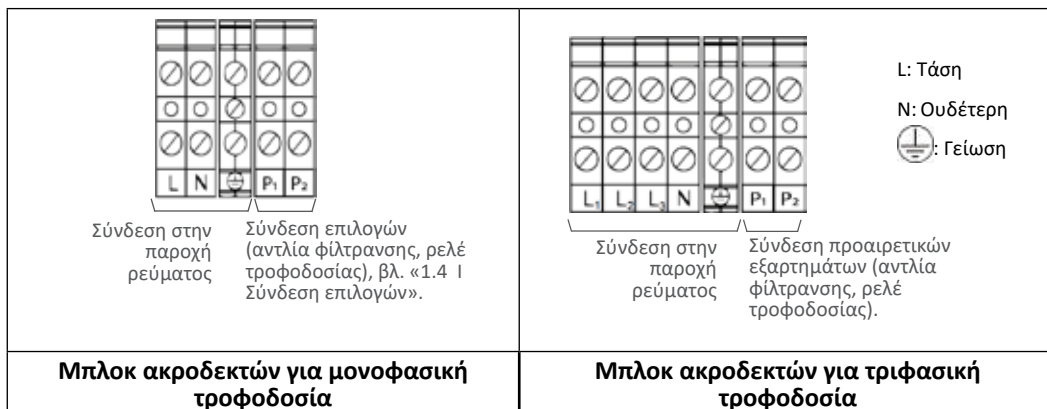 L N ⏚ P₁ P₂
Σύνδεση στην
παροχή
ρεύματος
Σύνδεση επιλογών
(αντλία φίλτρανσης, ρελέ
τροφοδοσίας), βλ. «1.4 I
Σύνδεση επιλογών».
Μπλοκ ακροδεκτών για μονοφασική
τροφοδοσία
L₁ L₂ L₃ N ⏚ P₁ P₂
Σύνδεση στην
παροχή
ρεύματος
Σύνδεση προαιρετικών
εξαρτημάτων (αντλία
φίλτρανσης, ρελέ
τροφοδοσίας).
L: Τάση
N: Ουδέτερη
⏚: Γείωση
Μπλοκ ακροδεκτών για τριφασική
τροφοδοσία